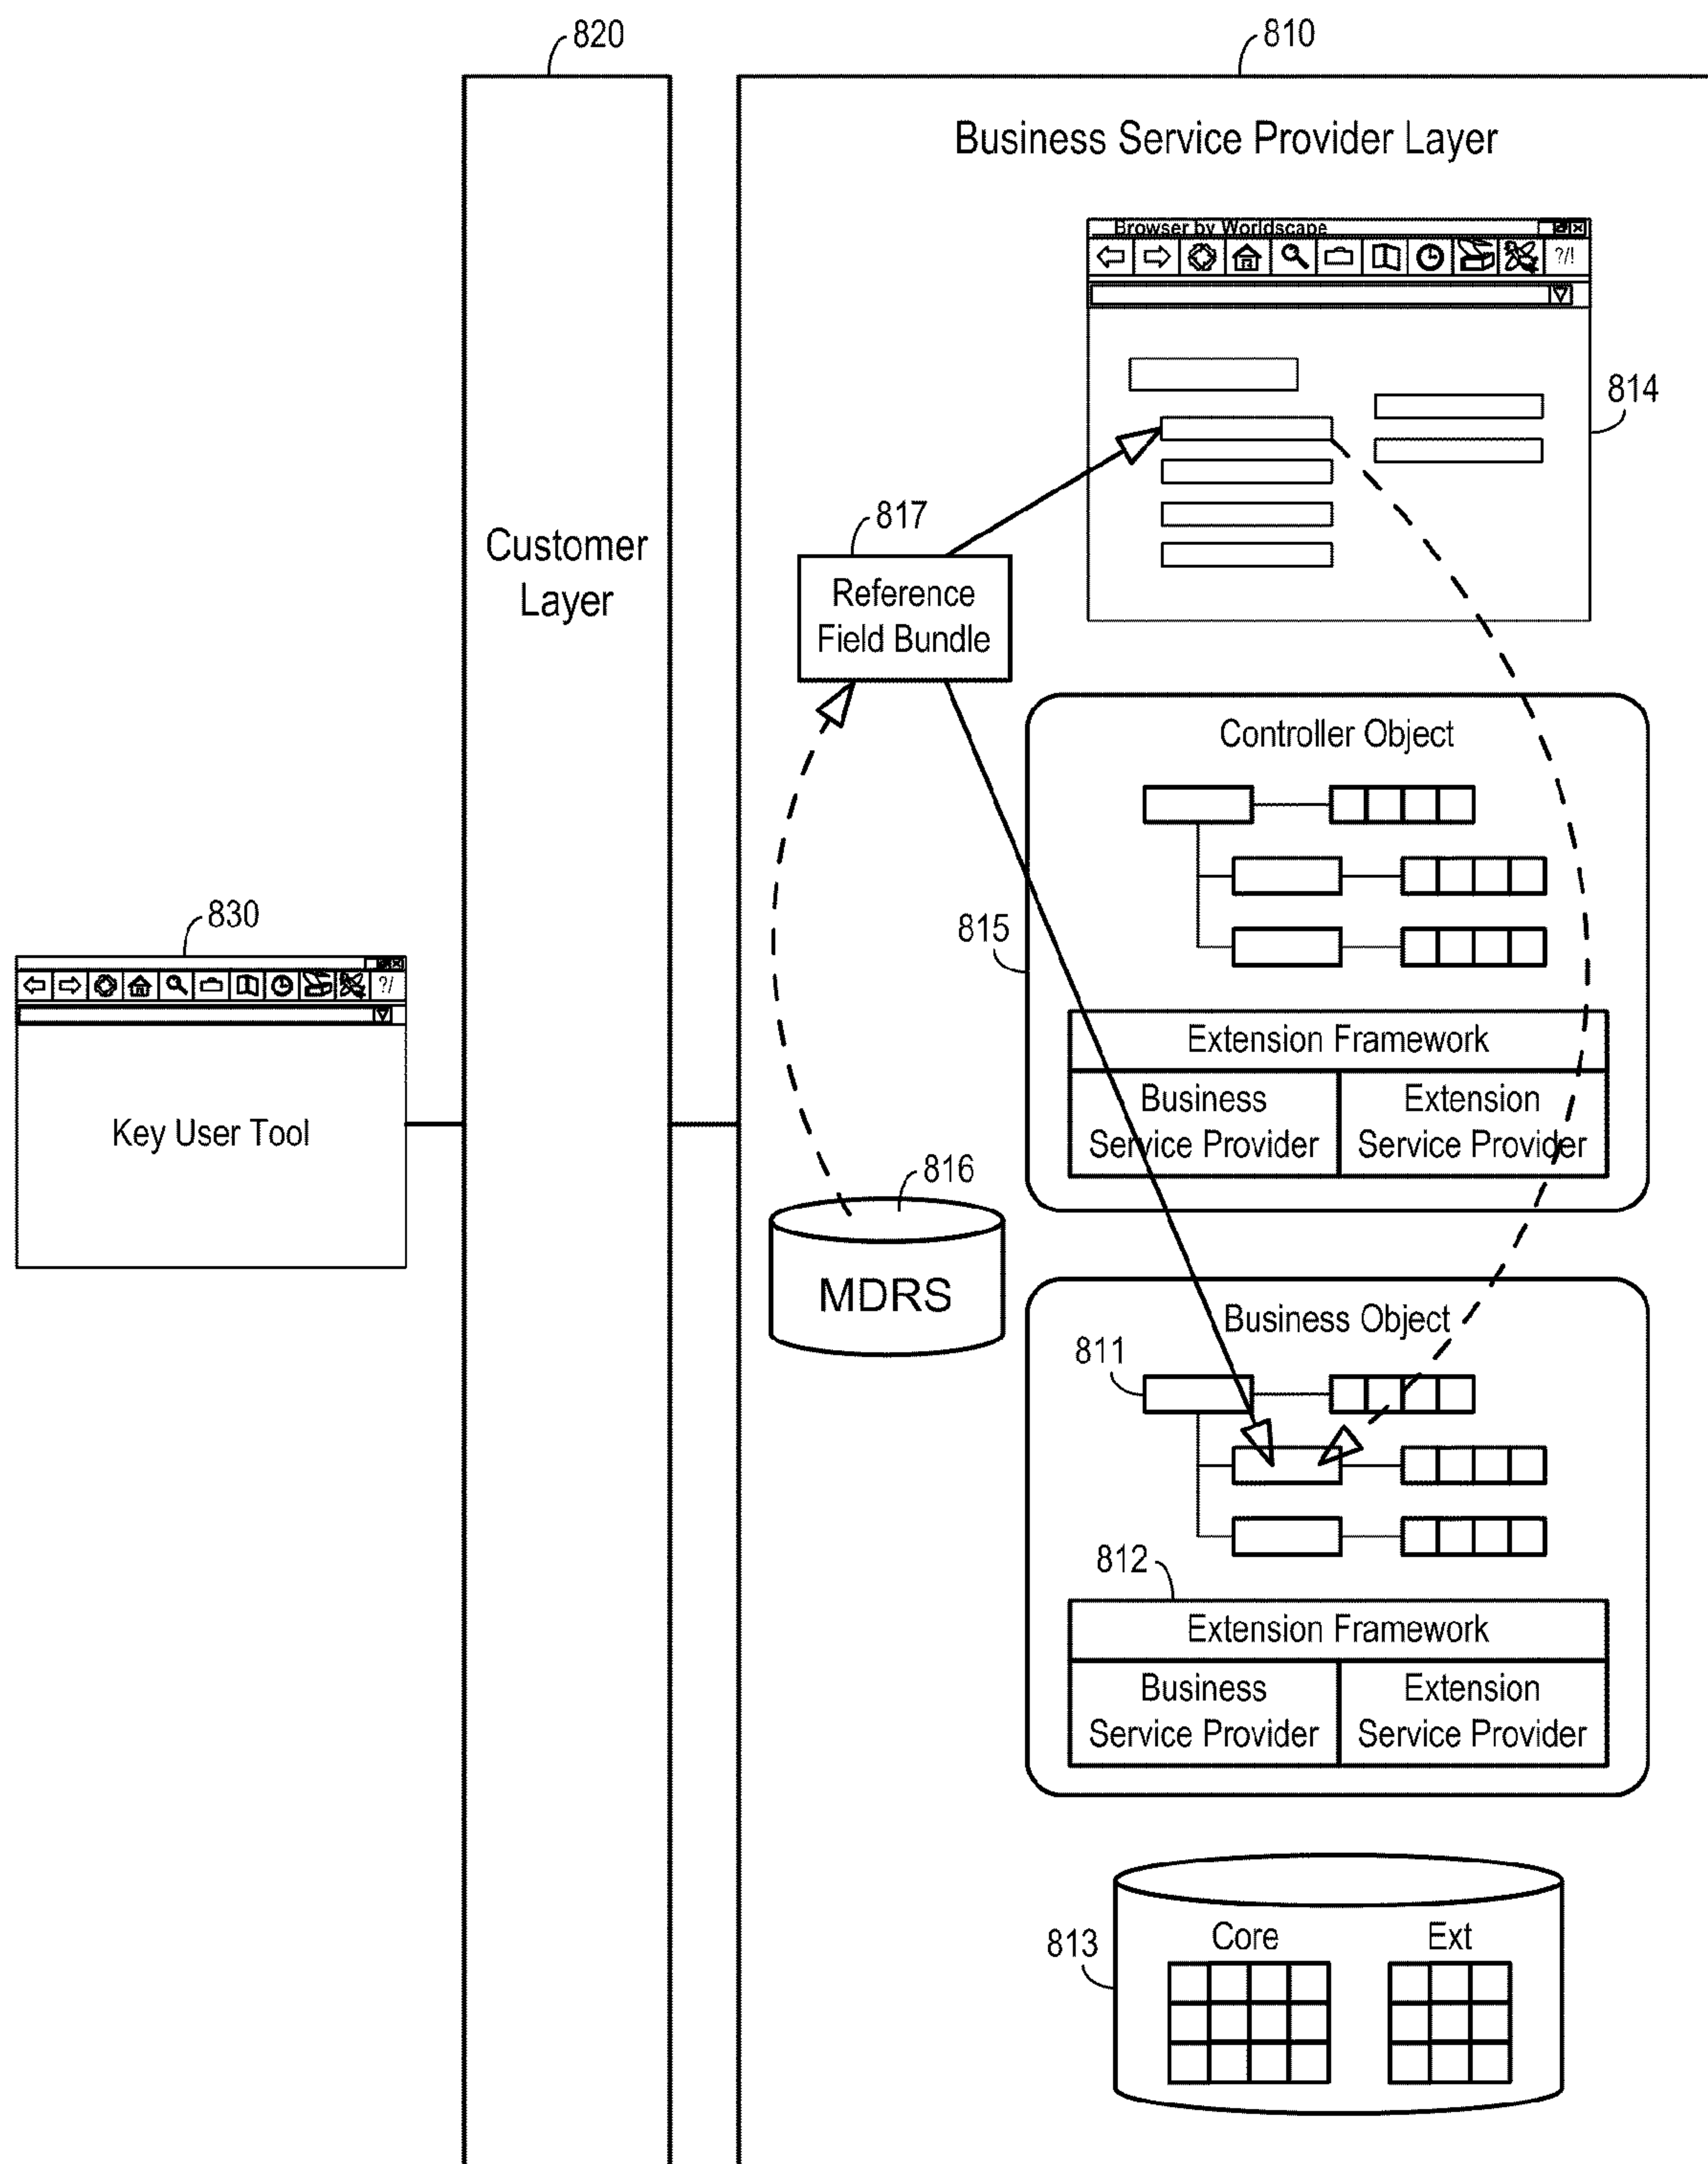 820
810
Business Service Provider Layer
Browser by Worldscape
?/!
814
Customer
Layer
817
Reference
Field Bundle
Controller Object
815
830
?/
Key User Tool
Extension Framework
Business
Service Provider
Extension
Service Provider
816
MDRS
Business Object
811
812
Extension Framework
Business
Service Provider
Extension
Service Provider
813
Core
Ext